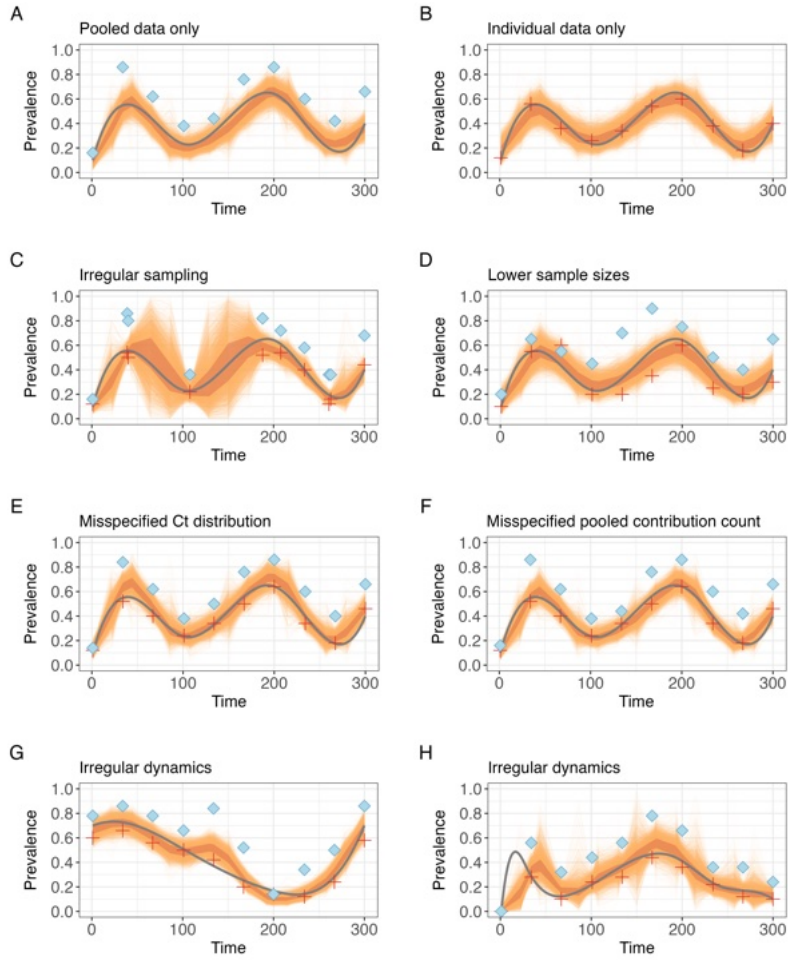 A
Pooled data only
1.0
0.8
0.6
0.4
0.2
0.0
Prevalence
0 100 200 300
Time
B
Individual data only
1.0
0.8
0.6
0.4
0.2
0.0
Prevalence
0 100 200 300
Time
C
Irregular sampling
1.0
0.8
0.6
0.4
0.2
0.0
Prevalence
0 100 200 300
Time
D
Lower sample sizes
1.0
0.8
0.6
0.4
0.2
0.0
Prevalence
0 100 200 300
Time
E
Misspecified Ct distribution
1.0
0.8
0.6
0.4
0.2
0.0
Prevalence
0 100 200 300
Time
F
Misspecified pooled contribution count
1.0
0.8
0.6
0.4
0.2
0.0
Prevalence
0 100 200 300
Time
G
Irregular dynamics
1.0
0.8
0.6
0.4
0.2
0.0
Prevalence
0 100 200 300
Time
H
Irregular dynamics
1.0
0.8
0.6
0.4
0.2
0.0
Prevalence
0 100 200 300
Time